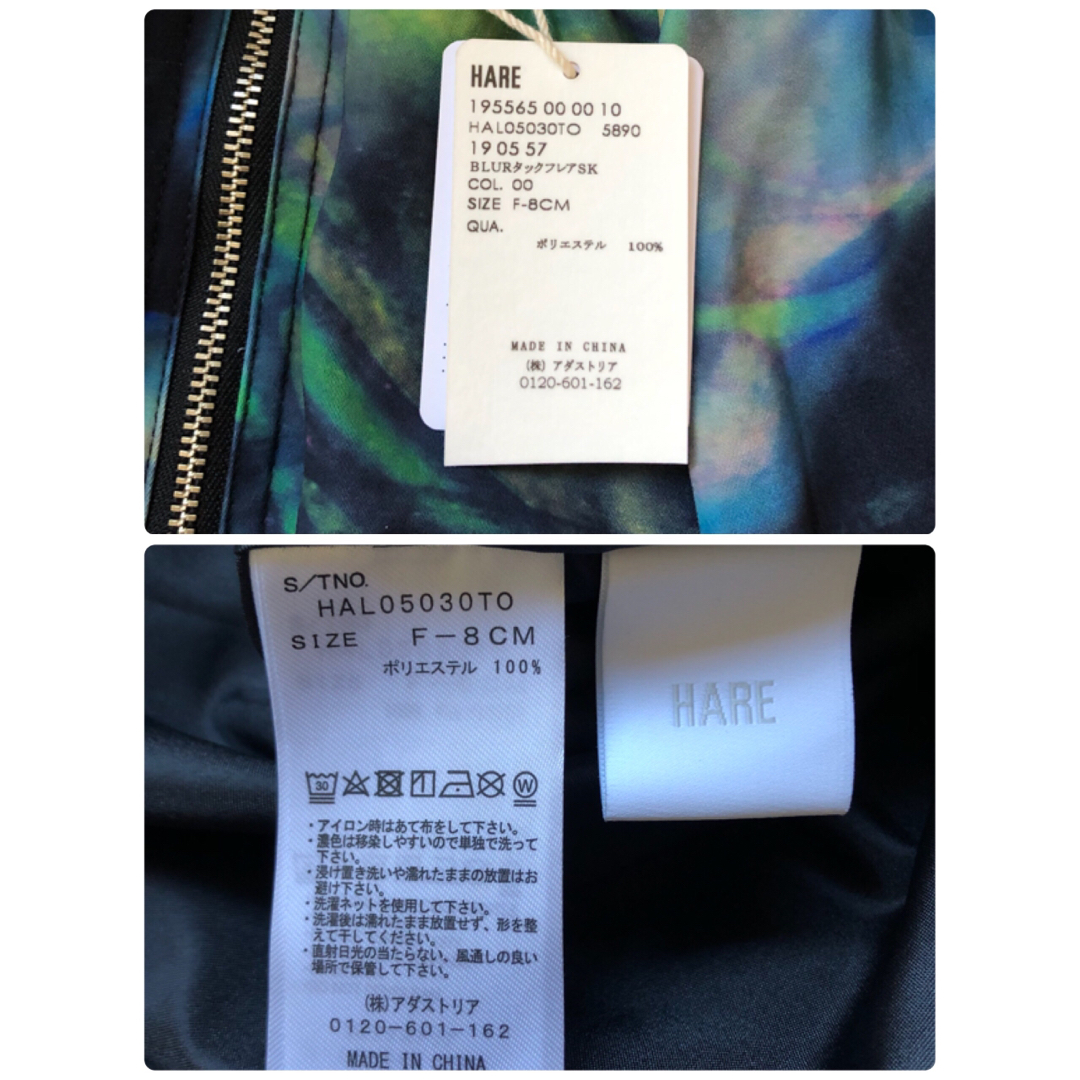 HARE
195565 00 00 10
HAL05030TO 5890
19 05 57
BLURタックフレアSK
COL. 00
SIZE F-8CM
QUA.
ポリエステル 100%
MADE IN CHINA
(株) アダストリア
0120-601-162
S/TNO.
HAL05030TO
SIZE F-8CM
ポリエステル 100%
30
W
・アイロン時はあて布をして下さい。
・濃色は移染しやすいので単独で洗って
下さい。
・浸け置き洗いや濡れたままの放置はお
避け下さい。
・洗濯ネットを使用して下さい。
・洗濯後は濡れたまま放置せず、形を整
えて干してください。
・直射日光の当たらない、風通しの良い
場所で保管して下さい。
(株)アダストリア
0120-601-162
MADE IN CHINA
HARE